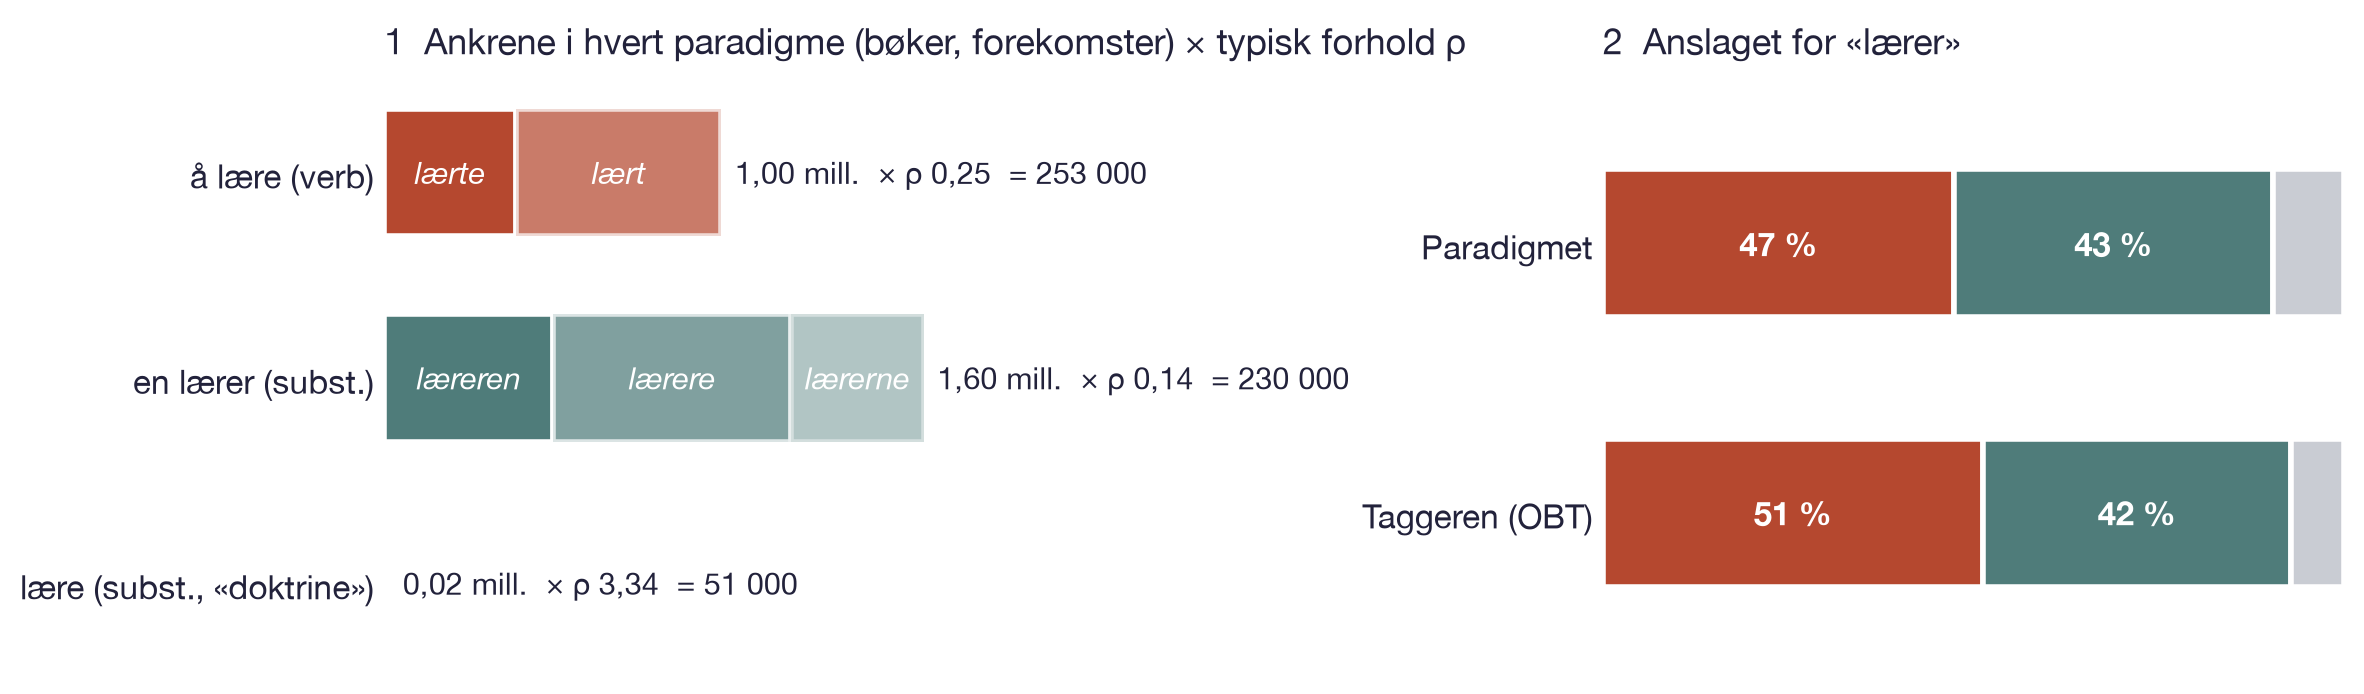 1 Ankrene i hvert paradigme (bøker, forekomster) × typisk forhold ρ
å lære (verb)
lærte
lært
1,00 mill. × ρ 0,25 = 253 000
en lærer (subst.)
læreren
lærere
lærerne
1,60 mill. × ρ 0,14 = 230 000
lære (subst., «doktrine»)
0,02 mill. × ρ 3,34 = 51 000
2 Anslaget for «lærer»
Paradigmet
47 %
43 %
Taggeren (OBT)
51 %
42 %